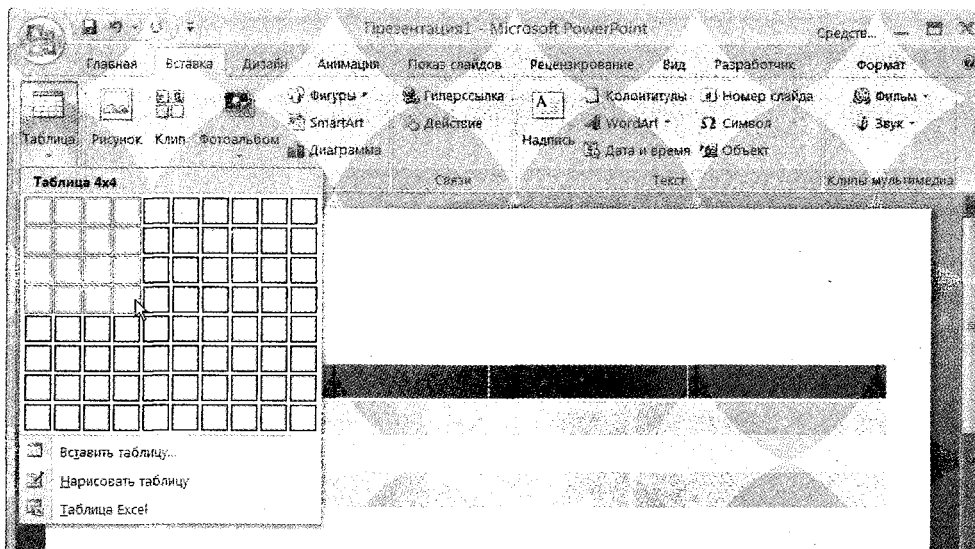 Презентация1 - Microsoft PowerPoint Средств...
Главная Вставка Дизайн Анимация Показ слайдов Рецензирование Вид Разработчик Формат
Таблица Рисунок Клип Фотоальбом
Фигуры
SmartArt
Диаграмма
Гиперссылка
Действие
Связи
Надпись
Колонтитулы
WordArt
Дата и время
Номер слайда
Символ
Объект
Текст
Фильм
Звук
Клипы мультимедиа
Таблица 4x4
Вставить таблицу...
Нарисовать таблицу
Таблица Excel